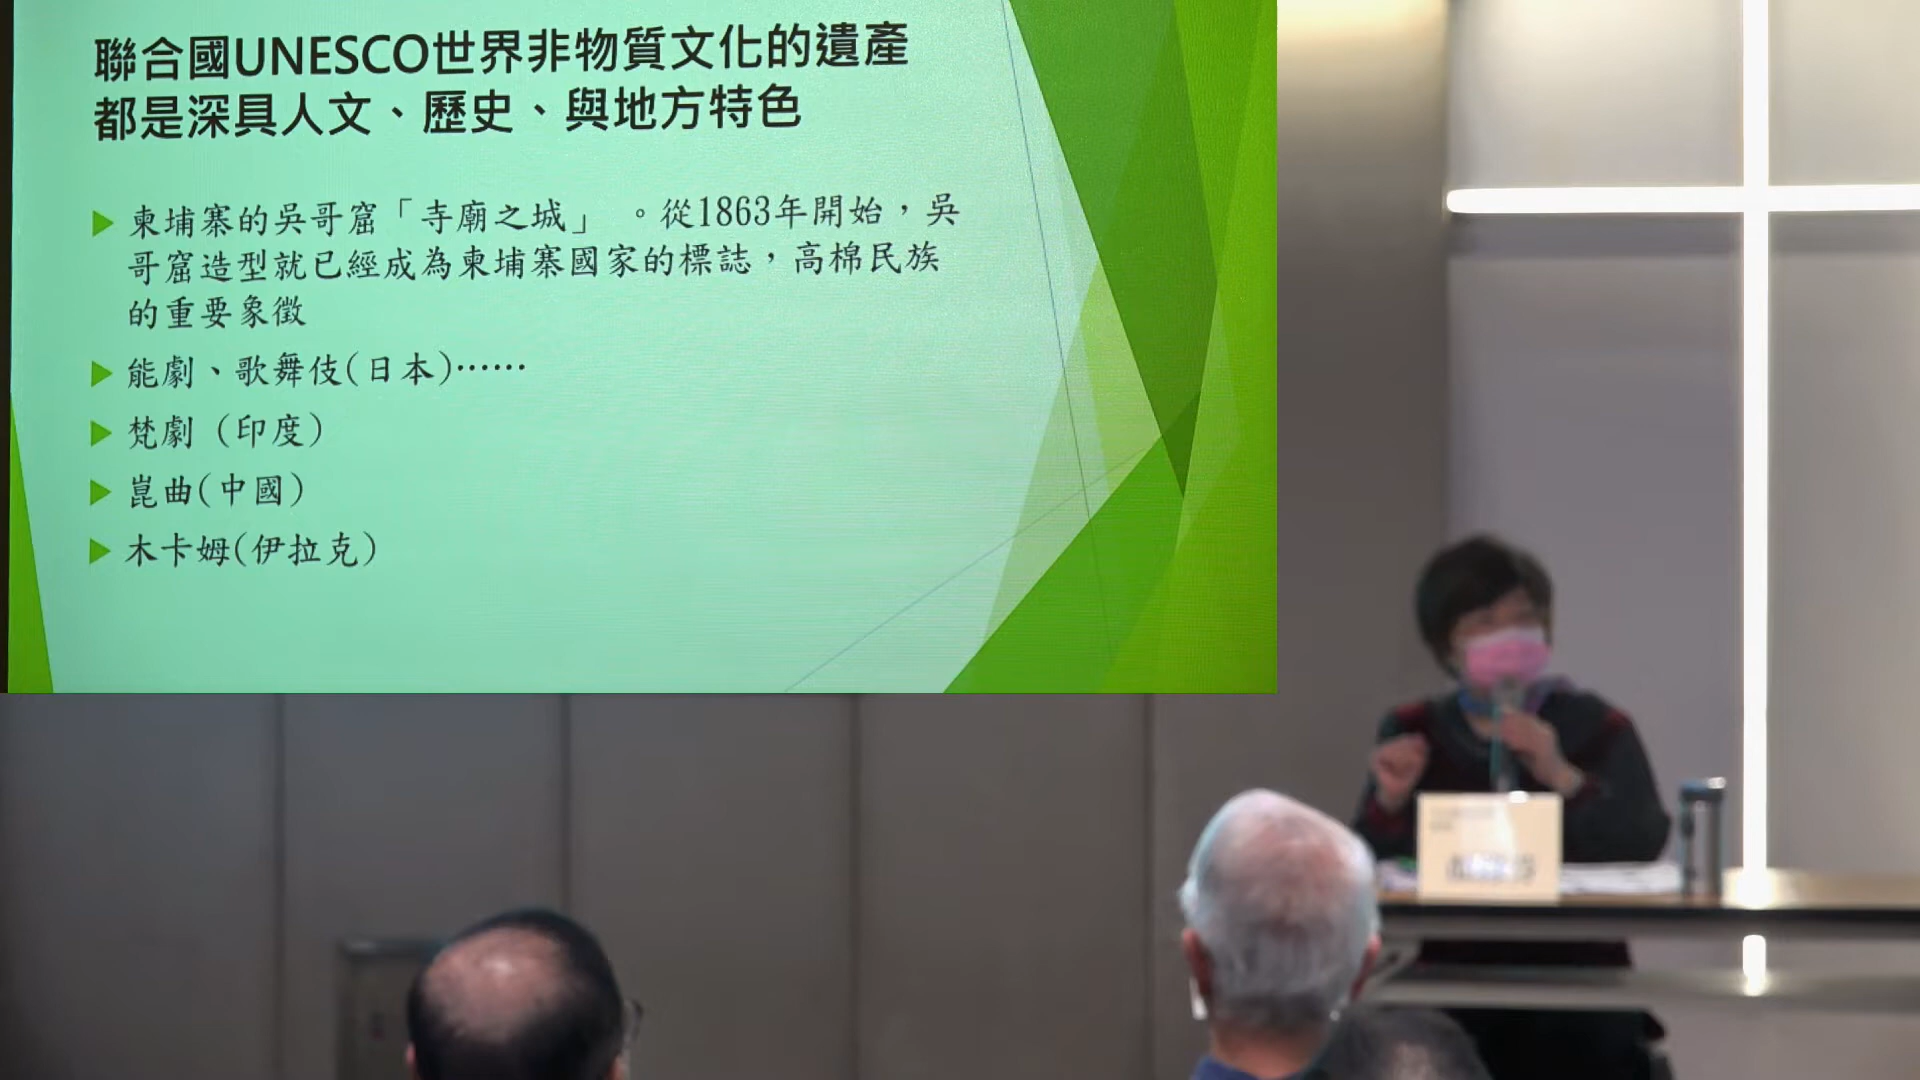 聯合國UNESCO世界非物質文化的遺產
都是深具人文、歷史、與地方特色
柬埔寨的吳哥窟「寺廟之城」 。從1863年開始，吳
哥窟造型就已經成為柬埔寨國家的標誌，高棉民族
的重要象徵
能劇、歌舞伎(日本)……
梵劇（印度）
崑曲(中國)
木卡姆(伊拉克)